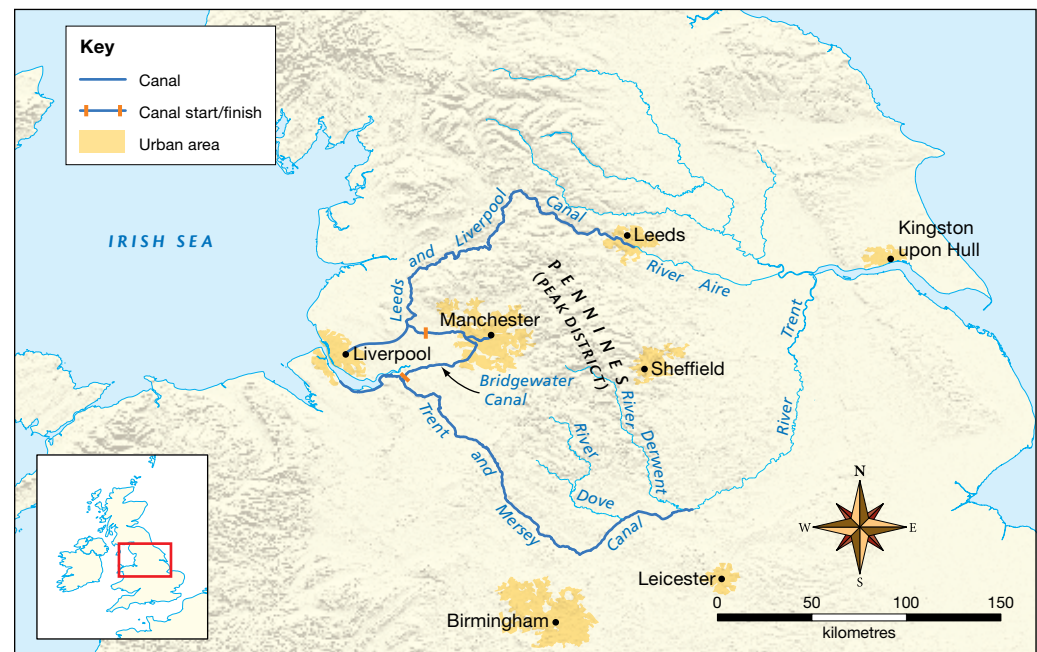 Key
Canal
Canal start/finish
Urban area
IRISH SEA
Leeds and Liverpool Canal
Leeds
River Aire
Kingston
upon Hull
PENNINES
(PEAK DISTRICT)
Manchester
Liverpool
Sheffield
Bridgewater
Canal
River Trent
River Derwent
River Dove
Trent and Mersey Canal
Leicester
Birmingham
N
W
E
S
0 50 100 150
kilometres